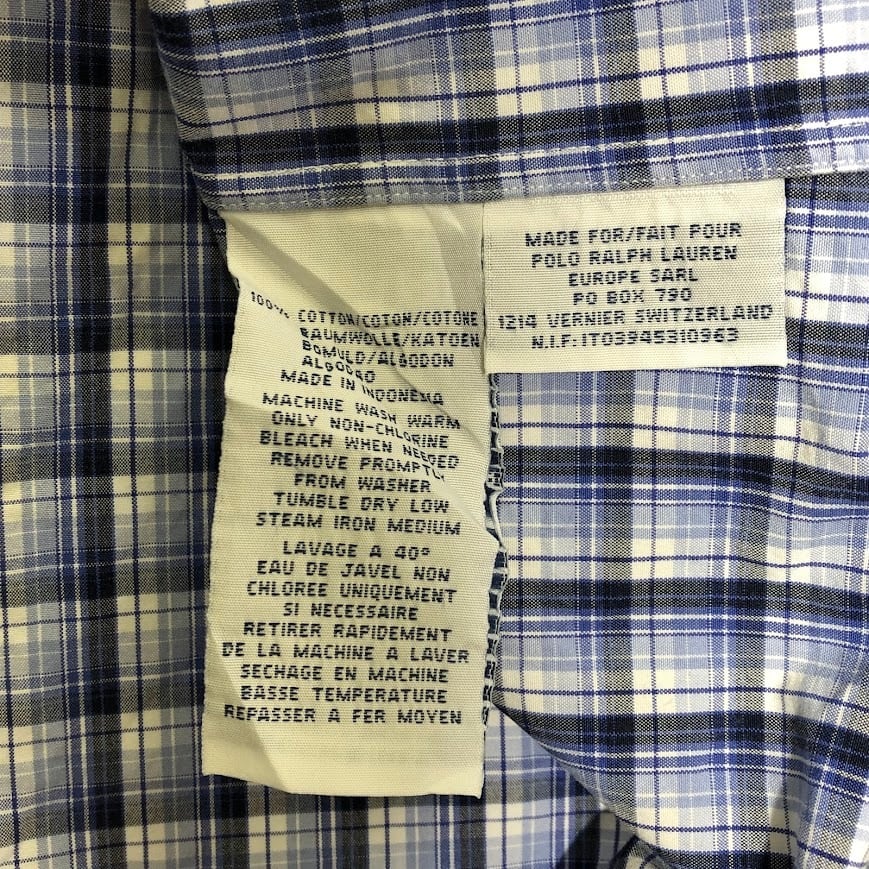 100% COTTON/COTON/COTONE
BAUMWOLLE/KATOEN
BOMULD/ALGODON
ALGODAO
MADE IN INDONESIA
MACHINE WASH WARM
ONLY NON-CHLORINE
BLEACH WHEN NEEDED
REMOVE PROMPTLY
FROM WASHER
TUMBLE DRY LOW
STEAM IRON MEDIUM
LAVAGE A 40°
EAU DE JAVEL NON
CHLOREE UNIQUEMENT
SI NECESSAIRE
RETIRER RAPIDEMENT
DE LA MACHINE A LAVER
SECHAGE EN MACHINE
BASSE TEMPERATURE
REPASSER A FER MOYEN
MADE FOR/FAIT POUR
POLO RALPH LAUREN
EUROPE SARL
PO BOX 790
1214 VERNIER SWITZERLAND
N.I.F: IT03945310963